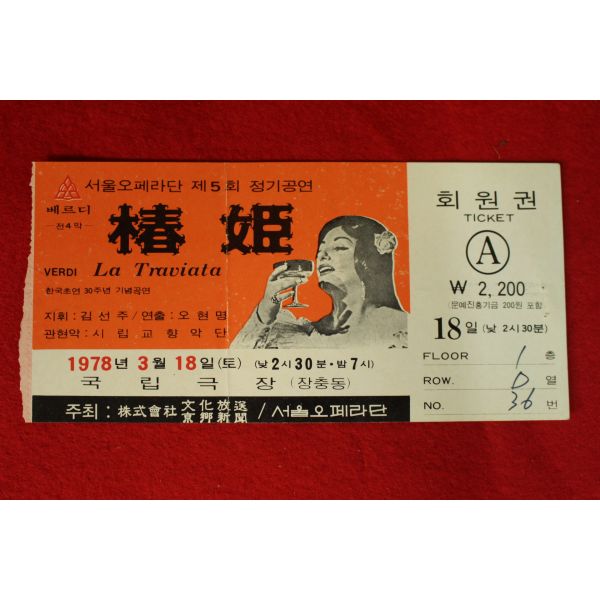 서울오페라단 제5회 정기공연
베르디
—전4막—
椿姫
VERDI La Traviata
한국초연 30주년 기념공연
지휘: 김선주/연출: 오현명
관현악: 시립교향악단
1978년 3월 18일(토) (낮2시30분·밤7시)
국립극장(장충동)
주최: 株式會社 文化放送 京鄕新聞 / 서울오페라단
회원권
TICKET
A
₩ 2,200
(문예진흥기금 200원 포함)
18일(낮2시30분)
FLOOR 1 층
ROW. 열
NO. 36 번